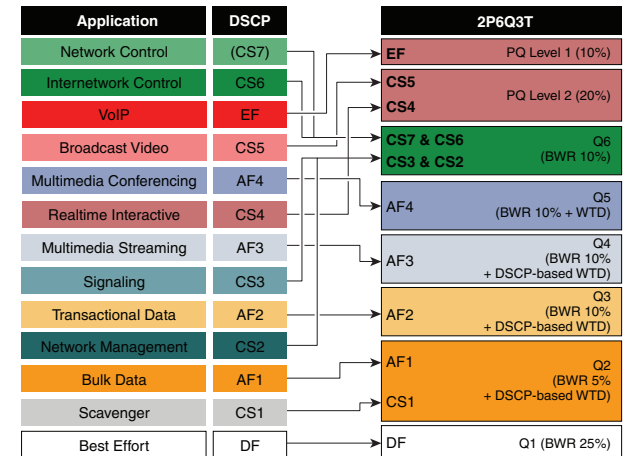 Application DSCP 2P6Q3T
Network Control (CS7)
EF PQ Level 1 (10%)
Internetwork Control CS6
CS5
PQ Level 2 (20%)
CS4
VoIP EF
Broadcast Video CS5
CS7 & CS6 Q6
CS3 & CS2 (BWR 10%)
Multimedia Conferencing AF4
AF4 Q5
(BWR 10% + WTD)
Realtime Interactive CS4
Multimedia Streaming AF3
AF3 Q4
(BWR 10%
+ DSCP-based WTD)
Signaling CS3
Transactional Data AF2
AF2 Q3
(BWR 10%
+ DSCP-based WTD)
Network Management CS2
Bulk Data AF1
AF1 Q2
(BWR 5%
+ DSCP-based WTD)
CS1
Scavenger CS1
Best Effort DF
DF Q1 (BWR 25%)